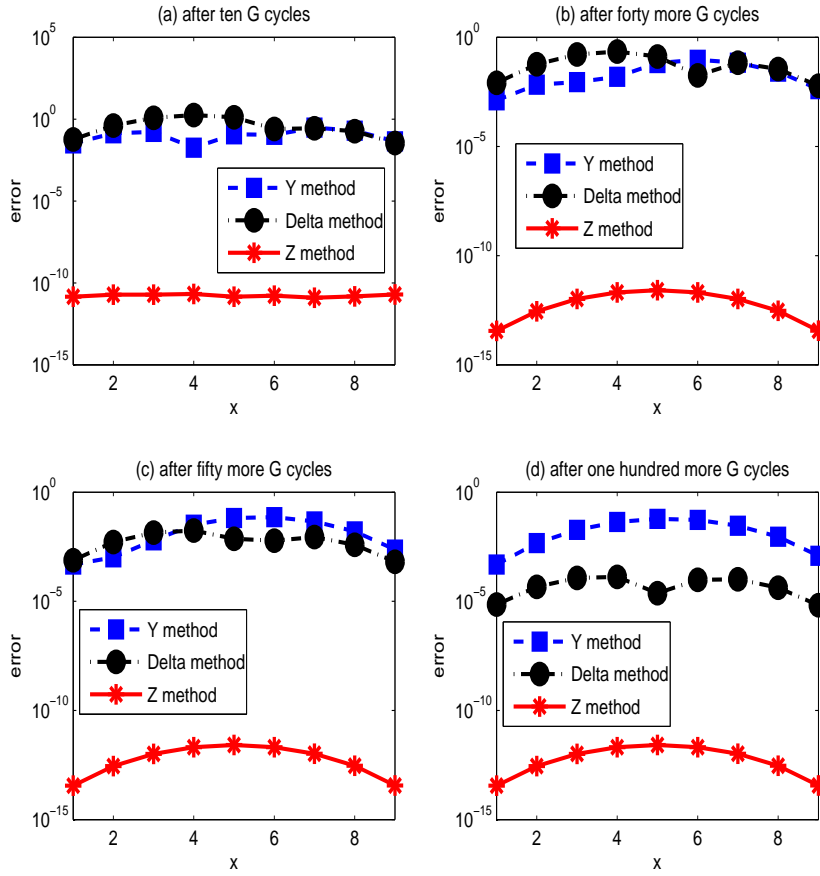 (a) after ten G cycles
10^5
10^0
10^-5
10^-10
10^-15
error
2 4 6 8
x
Y method
Delta method
Z method
(b) after forty more G cycles
10^0
10^-5
10^-10
10^-15
error
2 4 6 8
x
Y method
Delta method
Z method
(c) after fifty more G cycles
10^0
10^-5
10^-10
10^-15
error
2 4 6 8
x
Y method
Delta method
Z method
(d) after one hundred more G cycles
10^0
10^-5
10^-10
10^-15
error
2 4 6 8
x
Y method
Delta method
Z method